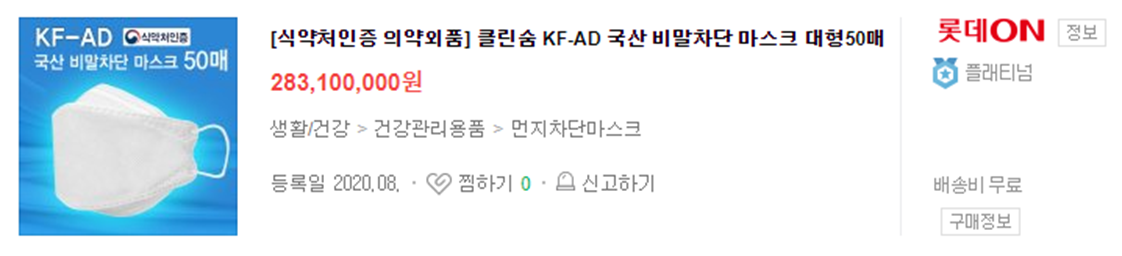 KF-AD 식약처인증
국산 비말차단 마스크 50매
[식약처인증 의약외품] 클린숨 KF-AD 국산 비말차단 마스크 대형50매
283,100,000원
생활/건강 > 건강관리용품 > 먼지차단마스크
등록일 2020.08. · 찜하기 0 · 신고하기
롯데ON 정보
플래티넘
배송비 무료
구매정보